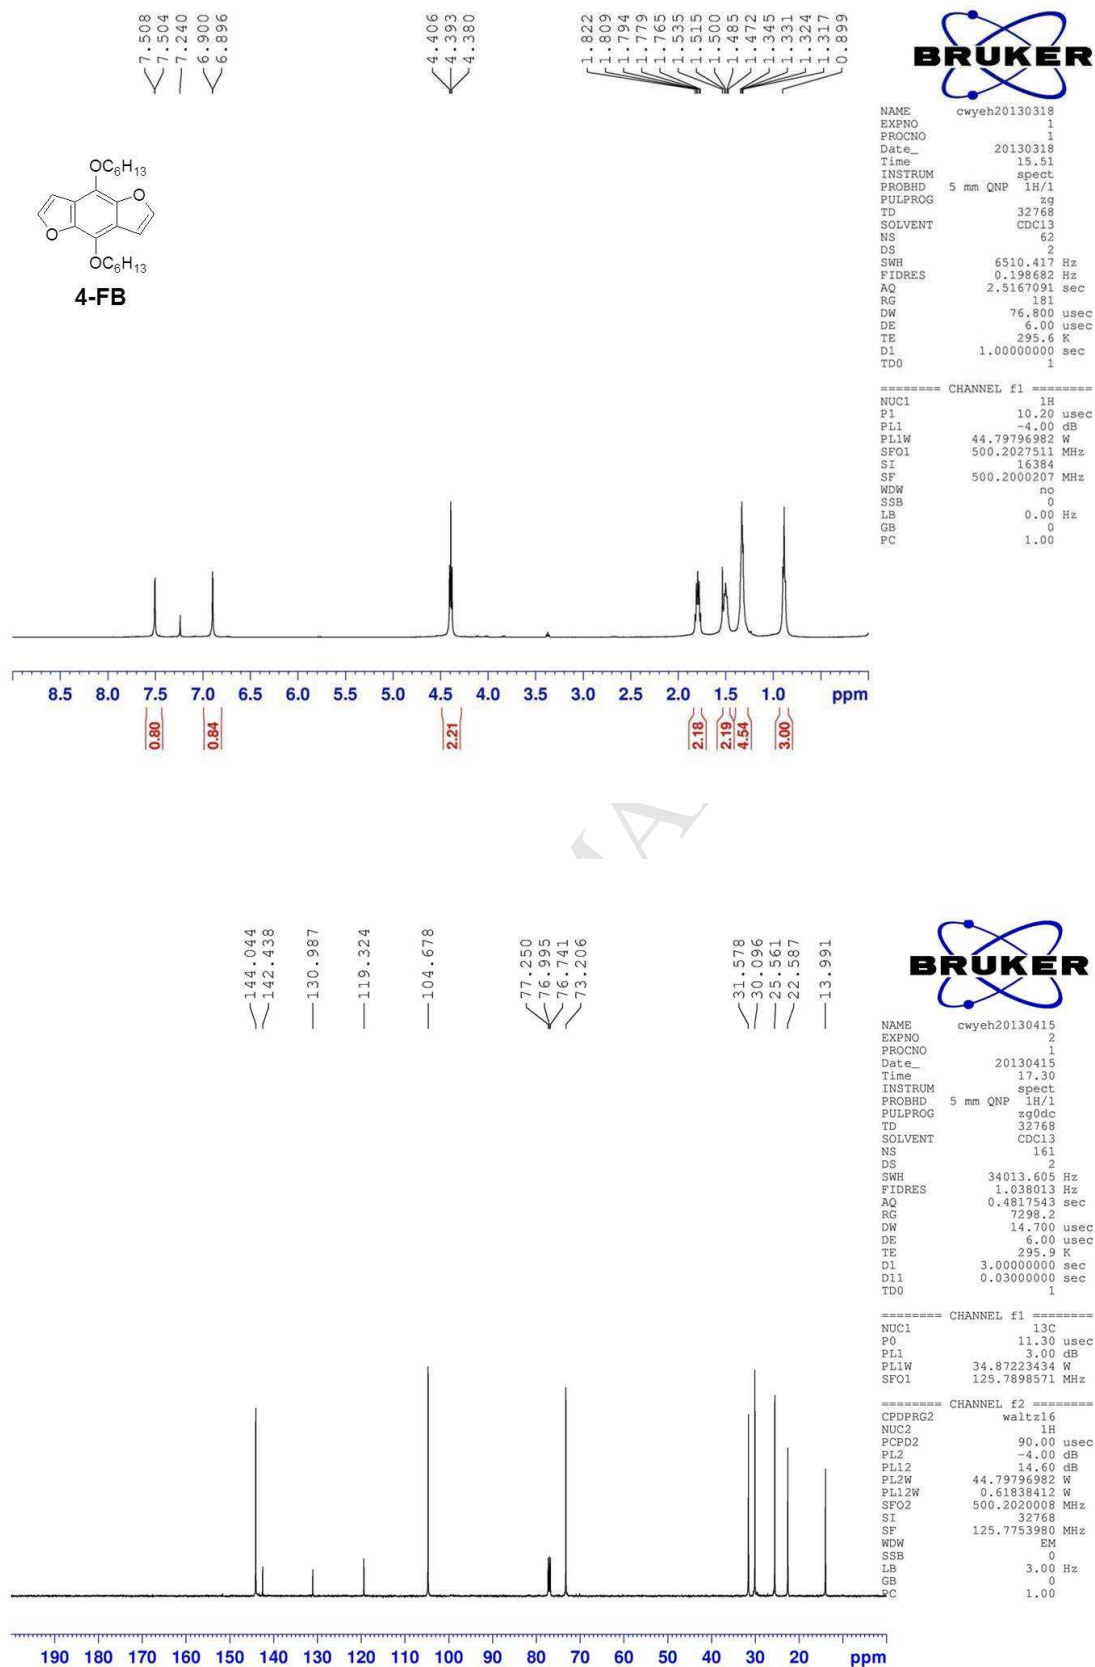 7.508
7.504
7.240
6.900
6.896
4.406
4.393
4.380
1.822
1.809
1.794
1.779
1.765
1.535
1.515
1.500
1.485
1.472
1.345
1.331
1.324
1.317
0.899
BRUKER
NAME cwyeh20130318
EXPNO 1
PROCNO 1
Date_ 20130318
Time 15.51
INSTRUM spect
PROBHD 5 mm QNP 1H/1
PULPROG zg
TD 32768
SOLVENT CDCl3
NS 62
DS 2
SWH 6510.417 Hz
FIDRES 0.198682 Hz
AQ 2.5167091 sec
RG 181
DW 76.800 usec
DE 6.00 usec
TE 295.6 K
D1 1.00000000 sec
TD0 1
======== CHANNEL f1 ========
NUC1 1H
P1 10.20 usec
PL1 -4.00 dB
PL1W 44.79796982 W
SFO1 500.2027511 MHz
SI 16384
SF 500.2000207 MHz
WDW no
SSB 0
LB 0.00 Hz
GB 0
PC 1.00
OC6H13
O
O
OC6H13
4-FB
8.5 8.0 7.5 7.0 6.5 6.0 5.5 5.0 4.5 4.0 3.5 3.0 2.5 2.0 1.5 1.0 ppm
0.80
0.84
2.21
2.18
2.19
4.54
3.00
144.044
142.438
130.987
119.324
104.678
77.250
76.995
76.741
73.206
31.578
30.096
25.561
22.587
13.991
BRUKER
NAME cwyeh20130415
EXPNO 2
PROCNO 1
Date_ 20130415
Time 17.30
INSTRUM spect
PROBHD 5 mm QNP 1H/1
PULPROG zg0dc
TD 32768
SOLVENT CDCl3
NS 161
DS 2
SWH 34013.605 Hz
FIDRES 1.038013 Hz
AQ 0.4817543 sec
RG 7298.2
DW 14.700 usec
DE 6.00 usec
TE 295.9 K
D1 3.00000000 sec
D11 0.03000000 sec
TD0 1
======== CHANNEL f1 ========
NUC1 13C
P0 11.30 usec
PL1 3.00 dB
PL1W 34.87223434 W
SFO1 125.7898571 MHz
======== CHANNEL f2 ========
CPDPRG2 waltz16
NUC2 1H
PCPD2 90.00 usec
PL2 -4.00 dB
PL12 14.60 dB
PL2W 44.79796982 W
PL12W 0.61838412 W
SFO2 500.2020008 MHz
SI 32768
SF 125.7753980 MHz
WDW EM
SSB 0
LB 3.00 Hz
GB 0
PC 1.00
190 180 170 160 150 140 130 120 110 100 90 80 70 60 50 40 30 20 ppm